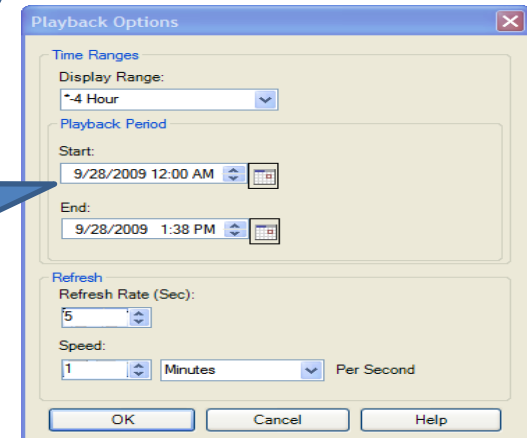 Playback Options
Time Ranges
Display Range:
*-4 Hour
Playback Period
Start:
9/28/2009 12:00 AM
End:
9/28/2009 1:38 PM
Refresh
Refresh Rate (Sec):
5
Speed:
1 Minutes Per Second
OK Cancel Help